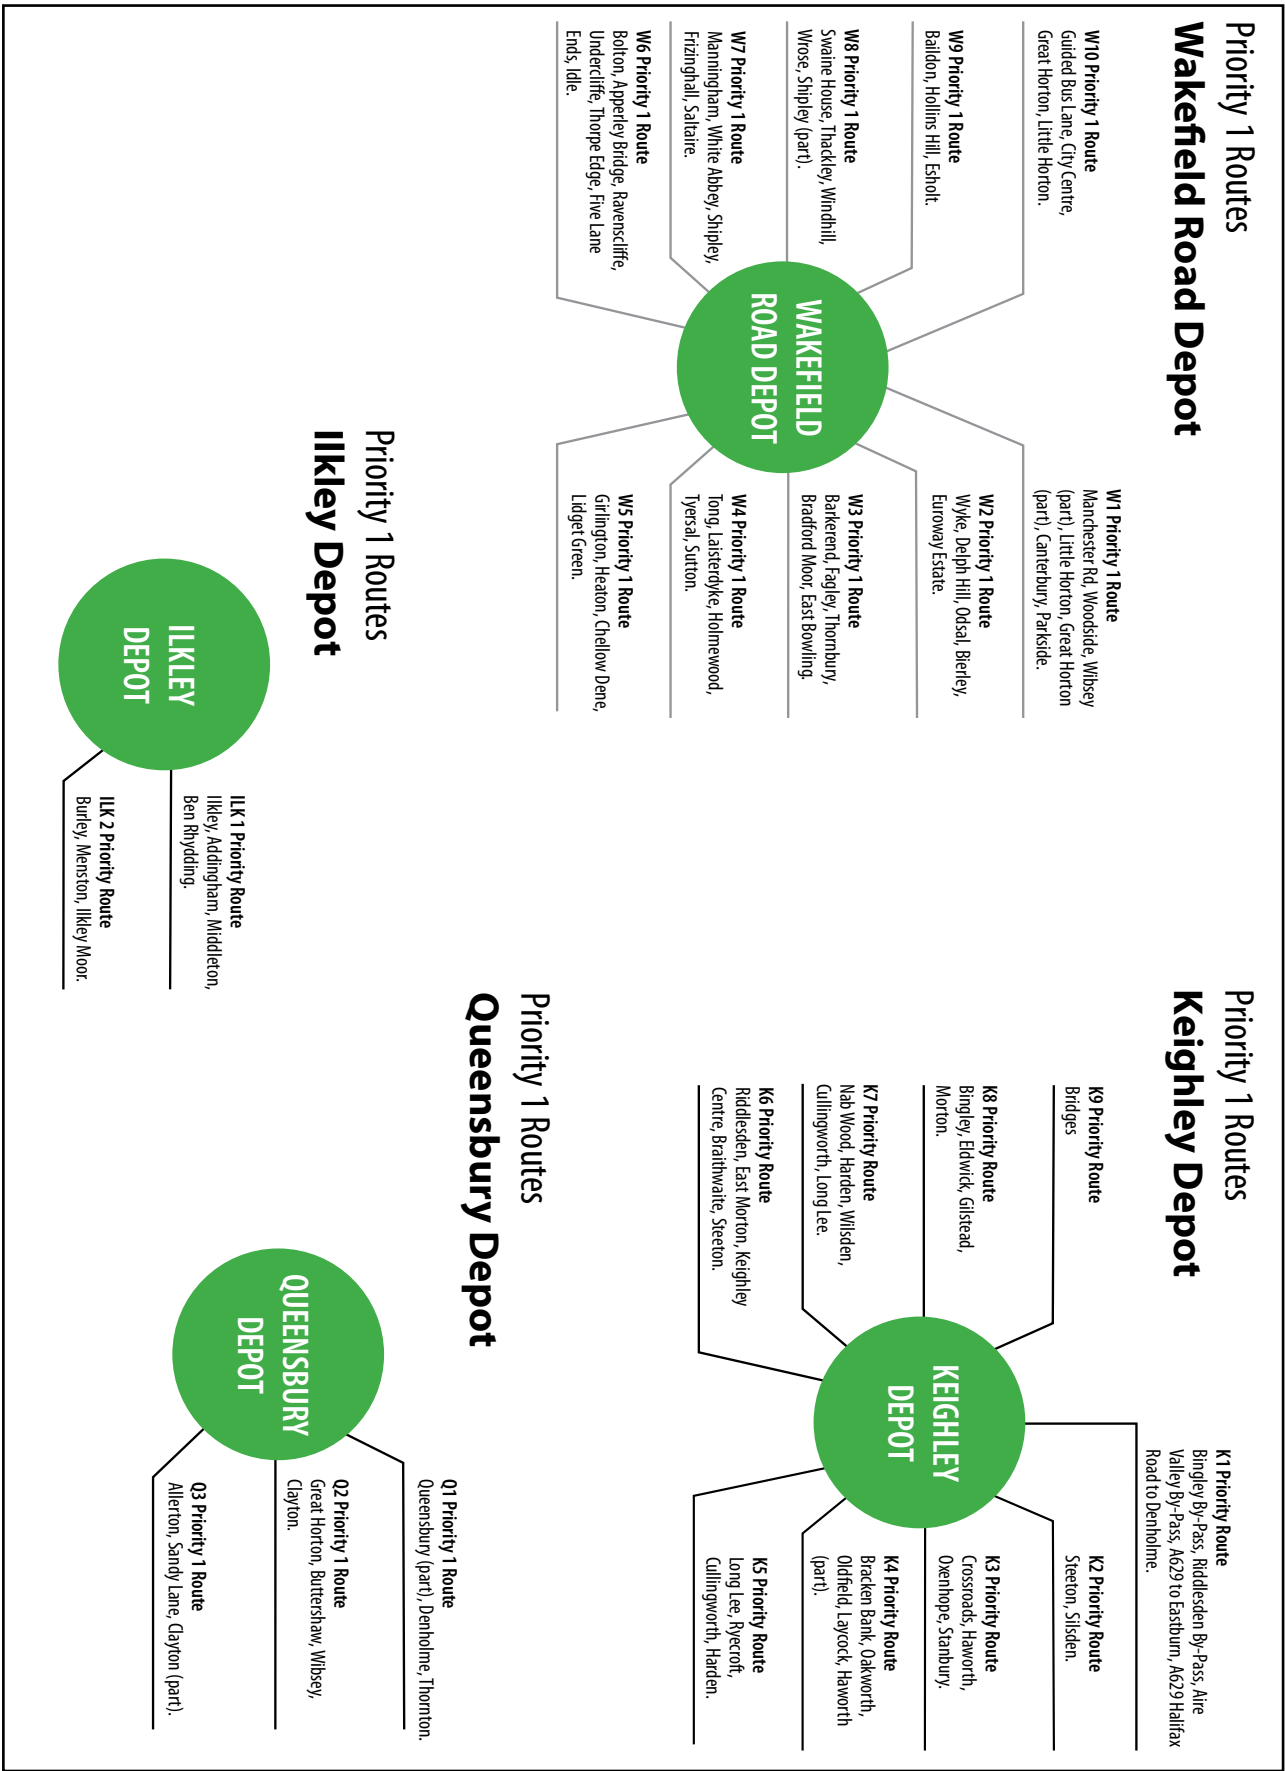 Priority 1 Routes
Wakefield Road Depot
W10 Priority 1 Route
Guided Bus Lane, City Centre,
Great Horton, Little Horton.
W9 Priority 1 Route
Baildon, Hollins Hill, Esholt.
W8 Priority 1 Route
Swaine House, Thackley, Windhill,
Wrose, Shipley (part).
W7 Priority 1 Route
Manningham, White Abbey, Shipley,
Frizinghall, Saltaire.
W6 Priority 1 Route
Bolton, Apperley Bridge, Ravenscliffe,
Undercliffe, Thorpe Edge, Five Lane
Ends, Idle.
WAKEFIELD
ROAD DEPOT
W1 Priority 1 Route
Manchester Rd, Woodside, Wibsey
(part), Little Horton, Great Horton
(part), Canterbury, Parkside.
W2 Priority 1 Route
Wyke, Delph Hill, Odsal, Bierley,
Euroway Estate.
W3 Priority 1 Route
Barkerend, Fagley, Thornbury,
Bradford Moor, East Bowling.
W4 Priority 1 Route
Tong, Laisterdyke, Holmewood,
Tyersal, Sutton.
W5 Priority 1 Route
Girlington, Heaton, Chellow Dene,
Lidget Green.
Priority 1 Routes
Keighley Depot
K9 Priority Route
Bridges
K8 Priority Route
Bingley, Eldwick, Gilstead,
Morton.
K7 Priority Route
Nab Wood, Harden, Wilsden,
Cullingworth, Long Lee.
K6 Priority Route
Riddlesden, East Morton, Keighley
Centre, Braithwaite, Steeton.
KEIGHLEY
DEPOT
K1 Priority Route
Bingley By-Pass, Riddlesden By-Pass, Aire
Valley By-Pass, A629 to Eastburn, A629 Halifax
Road to Denholme.
K2 Priority Route
Steeton, Silsden.
K3 Priority Route
Crossroads, Haworth,
Oxenhope, Stanbury.
K4 Priority Route
Bracken Bank, Oakworth,
Oldfield, Laycock, Haworth
(part).
K5 Priority Route
Long Lee, Ryecroft,
Cullingworth, Harden.
Priority 1 Routes
Ilkley Depot
ILKLEY
DEPOT
ILK 1 Priority Route
Ilkley, Addingham, Middleton,
Ben Rhydding.
ILK 2 Priority Route
Burley, Menston, Ilkley Moor.
Priority 1 Routes
Queensbury Depot
QUEENSBURY
DEPOT
Q1 Priority 1 Route
Queensbury (part), Denholme, Thornton.
Q2 Priority 1 Route
Great Horton, Buttershaw, Wibsey,
Clayton.
Q3 Priority 1 Route
Allerton, Sandy Lane, Clayton (part).